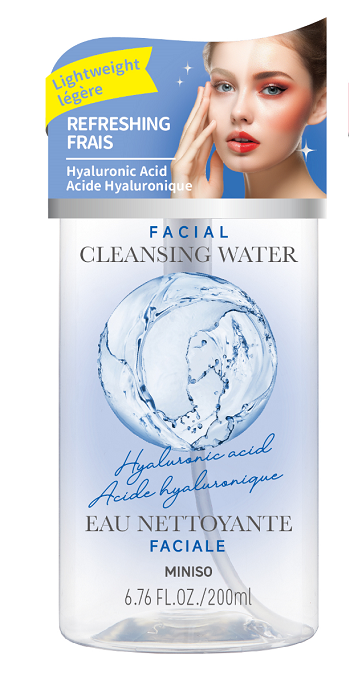 Lightweight
légère
REFRESHING
FRAIS
Hyaluronic Acid
Acide Hyaluronique
FACIAL
CLEANSING WATER
Hyaluronic acid
Acide hyaluronique
EAU NETTOYANTE
FACIALE
MINISO
6.76 FL.OZ./200ml